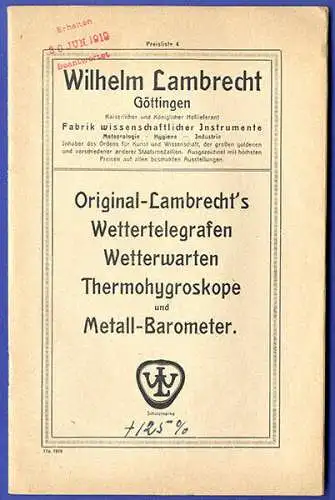 Preisliste 4
Erhalten
30 JUN 1919
Beantwortet
Wilhelm Lambrecht
Göttingen
Kaiserlicher und Königlicher Hoflieferant
Fabrik wissenschaftlicher Instrumente
Meteorologie - Hygiene - Industrie
Inhaber des Ordens für Kunst und Wissenschaft, der großen goldenen
und verschiedener anderer Staatsmedaillen. Ausgezeichnet mit höchsten
Preisen auf allen beschickten Ausstellungen.
Original-Lambrecht's
Wettertelegrafen
Wetterwarten
Thermohygroskope
und
Metall-Barometer.
Schutzmarke
+125%